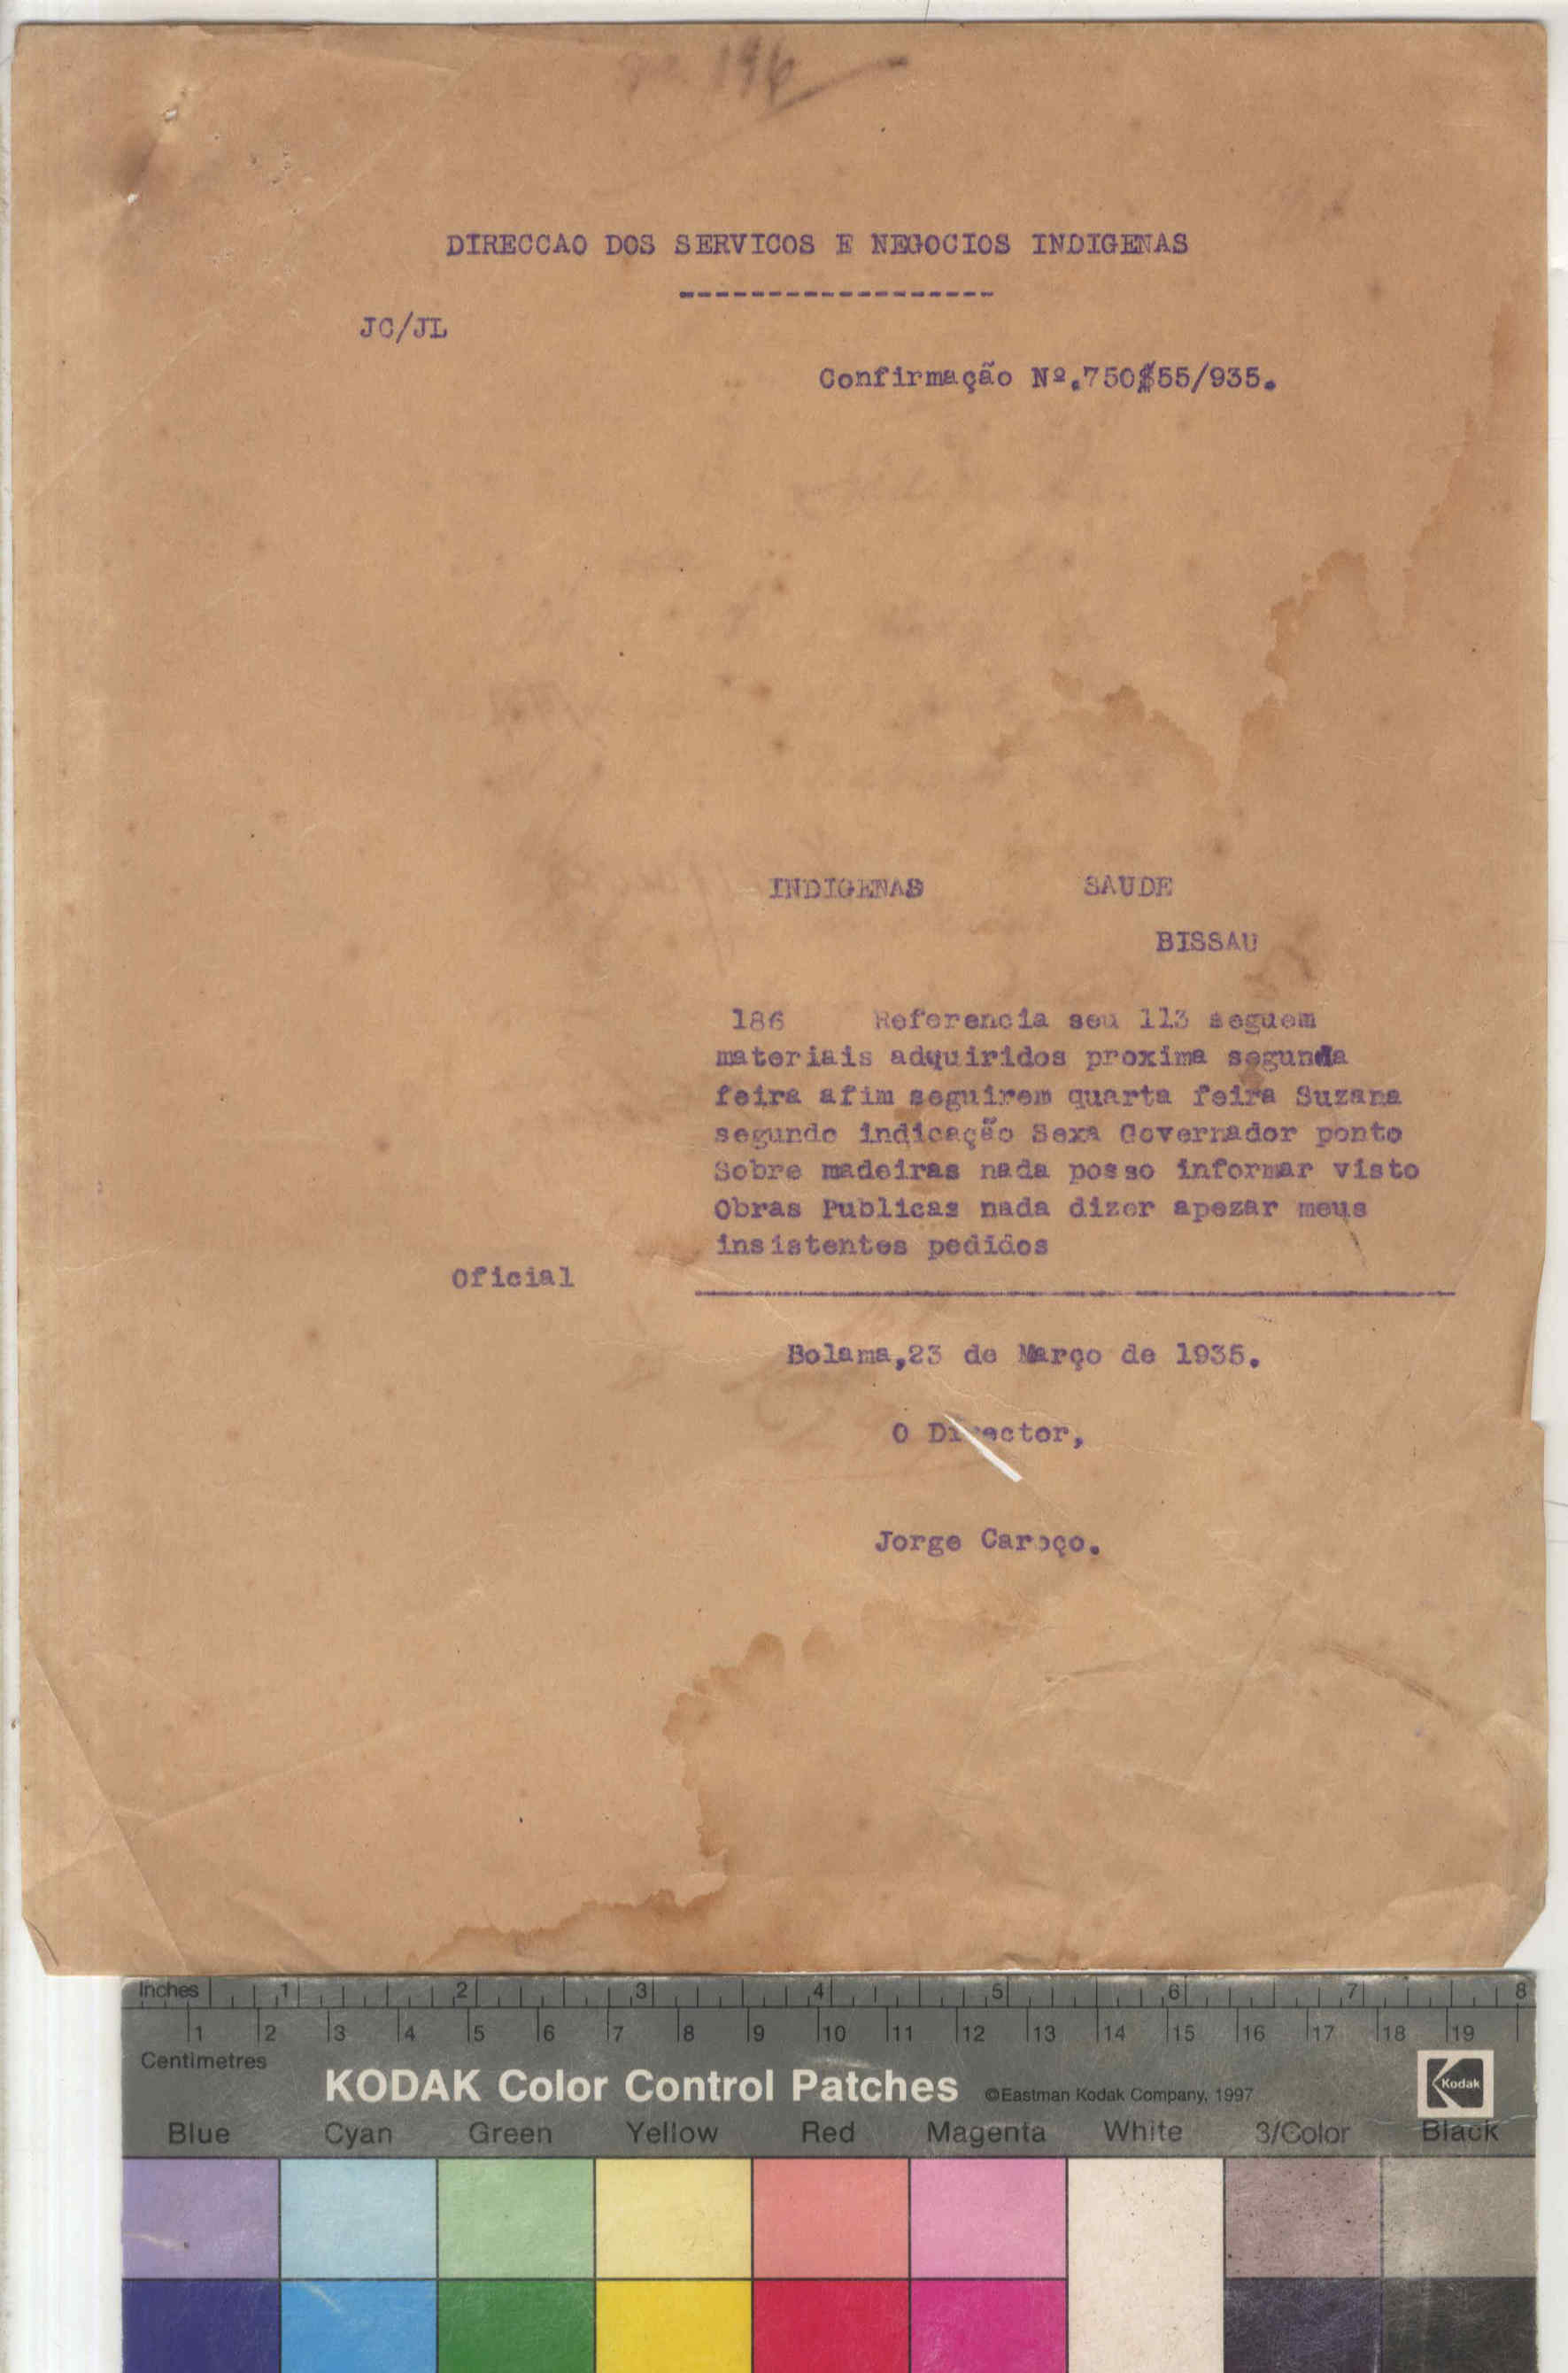 196
DIRECCAO DOS SERVICOS E NEGOCIOS INDIGENAS
-------------------
JC/JL
Confirmação Nº.750/55/935.
INDIGENAS SAUDE
BISSAU
186 Referencia seu 113 seguem
materiais adquiridos proxima segunda
feira afim seguirem quarta feira Suzana
segundo indicação Sexa Governador ponto
Sobre madeiras nada posso informar visto
Obras Publicas nada dizer apezar meus
insistentes pedidos
Oficial
Bolama,23 de Março de 1935.
O Director,
Jorge Caroço.
Inches 1 2 3 4 5 6 7 8
1 2 3 4 5 6 7 8 9 10 11 12 13 14 15 16 17 18 19
Centimetres
KODAK Color Control Patches ©Eastman Kodak Company, 1997 Kodak
Blue Cyan Green Yellow Red Magenta White 3/Color Black